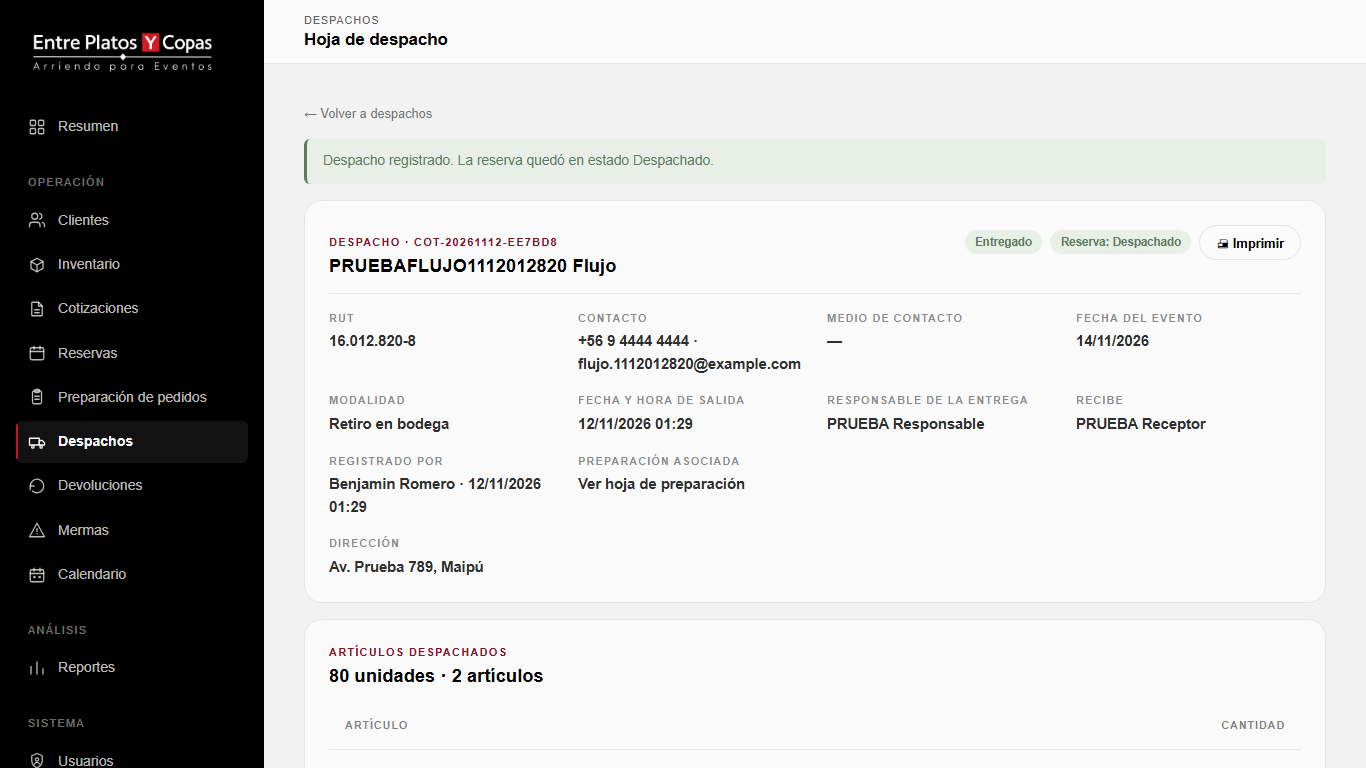 Entre Platos Y Copas
Arriendo para Eventos
Resumen
OPERACIÓN
Clientes
Inventario
Cotizaciones
Reservas
Preparación de pedidos
Despachos
Devoluciones
Mermas
Calendario
ANÁLISIS
Reportes
SISTEMA
Usuarios
DESPACHOS
Hoja de despacho
← Volver a despachos
Despacho registrado. La reserva quedó en estado Despachado.
DESPACHO · COT-20261112-EE7BD8
PRUEBAFLUJO1112012820 Flujo
Entregado
Reserva: Despachado
Imprimir
RUT
16.012.820-8
CONTACTO
+56 9 4444 4444 ·
flujo.1112012820@example.com
MEDIO DE CONTACTO
—
FECHA DEL EVENTO
14/11/2026
MODALIDAD
Retiro en bodega
FECHA Y HORA DE SALIDA
12/11/2026 01:29
RESPONSABLE DE LA ENTREGA
PRUEBA Responsable
RECIBE
PRUEBA Receptor
REGISTRADO POR
Benjamin Romero · 12/11/2026
01:29
PREPARACIÓN ASOCIADA
Ver hoja de preparación
DIRECCIÓN
Av. Prueba 789, Maipú
ARTÍCULOS DESPACHADOS
80 unidades · 2 artículos
ARTÍCULO
CANTIDAD